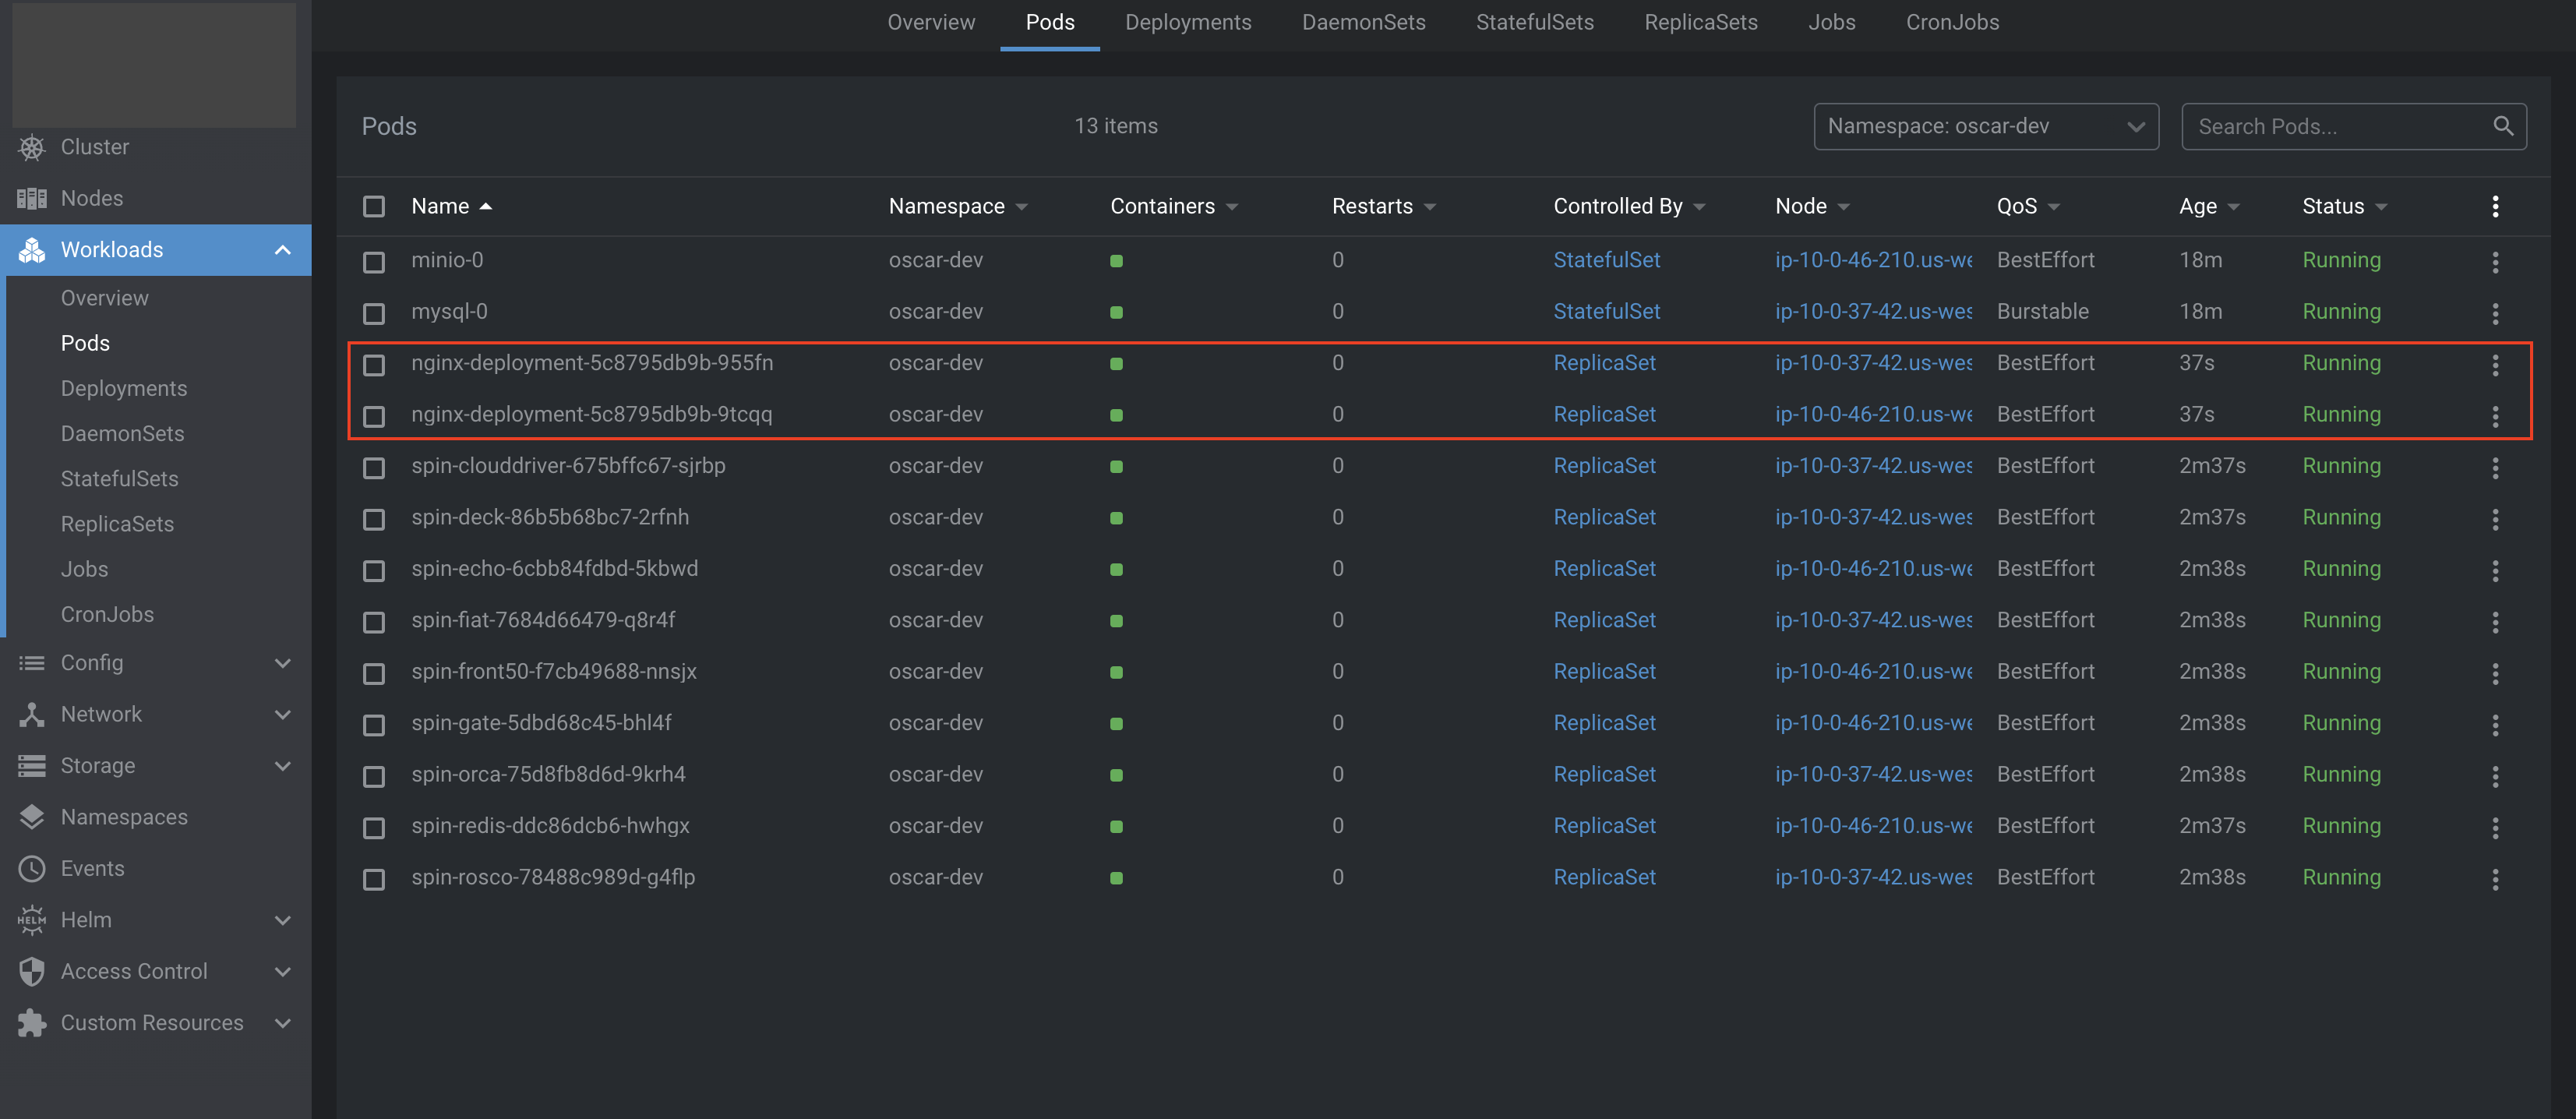 Overview Pods Deployments DaemonSets StatefulSets ReplicaSets Jobs CronJobs
Cluster
Nodes
Workloads
Overview
Pods
Deployments
DaemonSets
StatefulSets
ReplicaSets
Jobs
CronJobs
Config
Network
Storage
Namespaces
Events
HELM Helm
Access Control
Custom Resources
Pods 13 items Namespace: oscar-dev Search Pods...
Name Namespace Containers Restarts Controlled By Node QoS Age Status
minio-0 oscar-dev 0 StatefulSet ip-10-0-46-210.us-we BestEffort 18m Running
mysql-0 oscar-dev 0 StatefulSet ip-10-0-37-42.us-wes Burstable 18m Running
nginx-deployment-5c8795db9b-955fn oscar-dev 0 ReplicaSet ip-10-0-37-42.us-wes BestEffort 37s Running
nginx-deployment-5c8795db9b-9tcqq oscar-dev 0 ReplicaSet ip-10-0-46-210.us-we BestEffort 37s Running
spin-clouddriver-675bffc67-sjrbp oscar-dev 0 ReplicaSet ip-10-0-37-42.us-wes BestEffort 2m37s Running
spin-deck-86b5b68bc7-2rfnh oscar-dev 0 ReplicaSet ip-10-0-37-42.us-wes BestEffort 2m37s Running
spin-echo-6cbb84fdbd-5kbwd oscar-dev 0 ReplicaSet ip-10-0-46-210.us-we BestEffort 2m38s Running
spin-fiat-7684d66479-q8r4f oscar-dev 0 ReplicaSet ip-10-0-37-42.us-wes BestEffort 2m38s Running
spin-front50-f7cb49688-nnsjx oscar-dev 0 ReplicaSet ip-10-0-46-210.us-we BestEffort 2m38s Running
spin-gate-5dbd68c45-bhl4f oscar-dev 0 ReplicaSet ip-10-0-46-210.us-we BestEffort 2m38s Running
spin-orca-75d8fb8d6d-9krh4 oscar-dev 0 ReplicaSet ip-10-0-37-42.us-wes BestEffort 2m38s Running
spin-redis-ddc86dcb6-hwhgx oscar-dev 0 ReplicaSet ip-10-0-46-210.us-we BestEffort 2m37s Running
spin-rosco-78488c989d-g4flp oscar-dev 0 ReplicaSet ip-10-0-37-42.us-wes BestEffort 2m38s Running